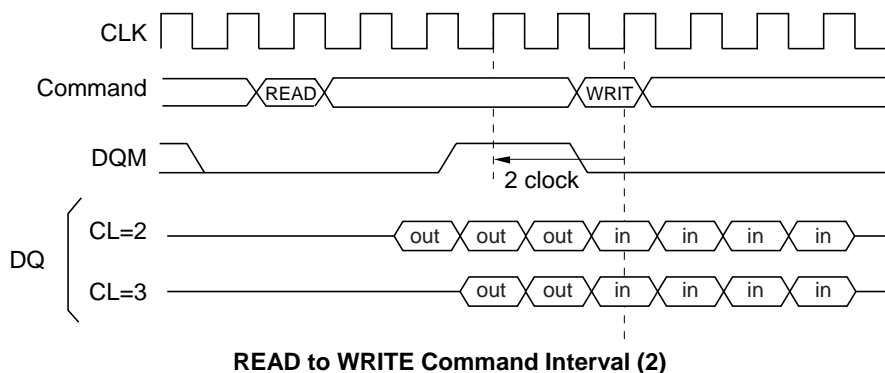 CLK
Command READ WRIT
DQM
2 clock
DQ
CL=2 out out out in in in in
CL=3 out out in in in in
READ to WRITE Command Interval (2)